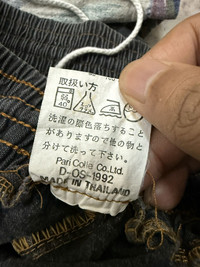 取扱い方
40
洗濯の際色落ちすること
がありますので他の物と
分けて洗って下さい。
Pari Colla Co.Ltd.
D-OS-1992
MADE IN THAILAND